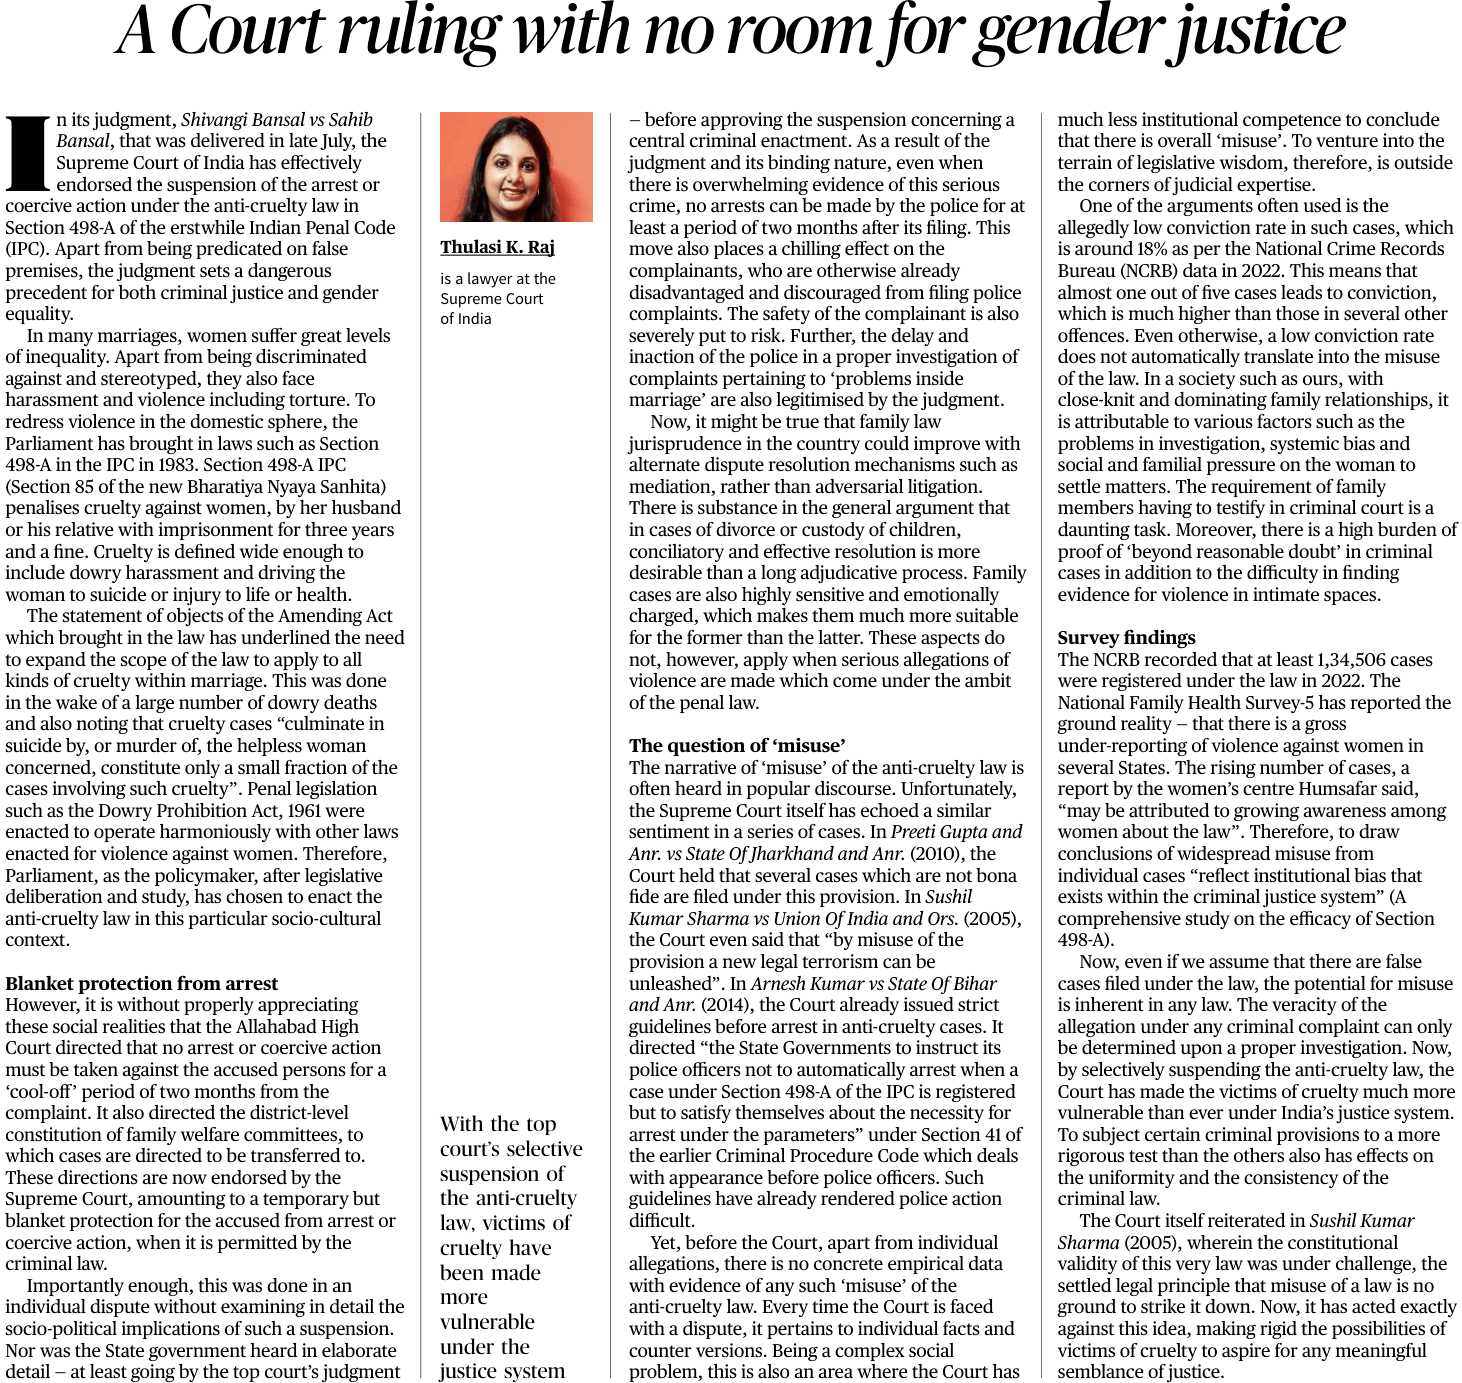 A Court ruling with no room for gender justice
In its judgment, Shivangi Bansal vs Sahib
Bansal, that was delivered in late July, the
Supreme Court of India has effectively
endorsed the suspension of the arrest or
coercive action under the anti-cruelty law in
Section 498-A of the erstwhile Indian Penal Code
(IPC). Apart from being predicated on false
premises, the judgment sets a dangerous
precedent for both criminal justice and gender
equality.
In many marriages, women suffer great levels
of inequality. Apart from being discriminated
against and stereotyped, they also face
harassment and violence including torture. To
redress violence in the domestic sphere, the
Parliament has brought in laws such as Section
498-A in the IPC in 1983. Section 498-A IPC
(Section 85 of the new Bharatiya Nyaya Sanhita)
penalises cruelty against women, by her husband
or his relative with imprisonment for three years
and a fine. Cruelty is defined wide enough to
include dowry harassment and driving the
woman to suicide or injury to life or health.
The statement of objects of the Amending Act
which brought in the law has underlined the need
to expand the scope of the law to apply to all
kinds of cruelty within marriage. This was done
in the wake of a large number of dowry deaths
and also noting that cruelty cases “culminate in
suicide by, or murder of, the helpless woman
concerned, constitute only a small fraction of the
cases involving such cruelty”. Penal legislation
such as the Dowry Prohibition Act, 1961 were
enacted to operate harmoniously with other laws
enacted for violence against women. Therefore,
Parliament, as the policymaker, after legislative
deliberation and study, has chosen to enact the
anti-cruelty law in this particular socio-cultural
context.
Blanket protection from arrest
However, it is without properly appreciating
these social realities that the Allahabad High
Court directed that no arrest or coercive action
must be taken against the accused persons for a
‘cool-off’ period of two months from the
complaint. It also directed the district-level
constitution of family welfare committees, to
which cases are directed to be transferred to.
These directions are now endorsed by the
Supreme Court, amounting to a temporary but
blanket protection for the accused from arrest or
coercive action, when it is permitted by the
criminal law.
Importantly enough, this was done in an
individual dispute without examining in detail the
socio-political implications of such a suspension.
Nor was the State government heard in elaborate
detail – at least going by the top court’s judgment
Thulasi K. Raj
is a lawyer at the
Supreme Court
of India
With the top
court’s selective
suspension of
the anti-cruelty
law, victims of
cruelty have
been made
more
vulnerable
under the
justice system
– before approving the suspension concerning a
central criminal enactment. As a result of the
judgment and its binding nature, even when
there is overwhelming evidence of this serious
crime, no arrests can be made by the police for at
least a period of two months after its filing. This
move also places a chilling effect on the
complainants, who are otherwise already
disadvantaged and discouraged from filing police
complaints. The safety of the complainant is also
severely put to risk. Further, the delay and
inaction of the police in a proper investigation of
complaints pertaining to ‘problems inside
marriage’ are also legitimised by the judgment.
Now, it might be true that family law
jurisprudence in the country could improve with
alternate dispute resolution mechanisms such as
mediation, rather than adversarial litigation.
There is substance in the general argument that
in cases of divorce or custody of children,
conciliatory and effective resolution is more
desirable than a long adjudicative process. Family
cases are also highly sensitive and emotionally
charged, which makes them much more suitable
for the former than the latter. These aspects do
not, however, apply when serious allegations of
violence are made which come under the ambit
of the penal law.
The question of ‘misuse’
The narrative of ‘misuse’ of the anti-cruelty law is
often heard in popular discourse. Unfortunately,
the Supreme Court itself has echoed a similar
sentiment in a series of cases. In Preeti Gupta and
Anr. vs State Of Jharkhand and Anr. (2010), the
Court held that several cases which are not bona
fide are filed under this provision. In Sushil
Kumar Sharma vs Union Of India and Ors. (2005),
the Court even said that “by misuse of the
provision a new legal terrorism can be
unleashed”. In Arnesh Kumar vs State Of Bihar
and Anr. (2014), the Court already issued strict
guidelines before arrest in anti-cruelty cases. It
directed “the State Governments to instruct its
police officers not to automatically arrest when a
case under Section 498-A of the IPC is registered
but to satisfy themselves about the necessity for
arrest under the parameters” under Section 41 of
the earlier Criminal Procedure Code which deals
with appearance before police officers. Such
guidelines have already rendered police action
difficult.
Yet, before the Court, apart from individual
allegations, there is no concrete empirical data
with evidence of any such ‘misuse’ of the
anti-cruelty law. Every time the Court is faced
with a dispute, it pertains to individual facts and
counter versions. Being a complex social
problem, this is also an area where the Court has
much less institutional competence to conclude
that there is overall ‘misuse’. To venture into the
terrain of legislative wisdom, therefore, is outside
the corners of judicial expertise.
One of the arguments often used is the
allegedly low conviction rate in such cases, which
is around 18% as per the National Crime Records
Bureau (NCRB) data in 2022. This means that
almost one out of five cases leads to conviction,
which is much higher than those in several other
offences. Even otherwise, a low conviction rate
does not automatically translate into the misuse
of the law. In a society such as ours, with
close-knit and dominating family relationships, it
is attributable to various factors such as the
problems in investigation, systemic bias and
social and familial pressure on the woman to
settle matters. The requirement of family
members having to testify in criminal court is a
daunting task. Moreover, there is a high burden of
proof of ‘beyond reasonable doubt’ in criminal
cases in addition to the difficulty in finding
evidence for violence in intimate spaces.
Survey findings
The NCRB recorded that at least 1,34,506 cases
were registered under the law in 2022. The
National Family Health Survey-5 has reported the
ground reality – that there is a gross
under-reporting of violence against women in
several States. The rising number of cases, a
report by the women’s centre Humsafar said,
“may be attributed to growing awareness among
women about the law”. Therefore, to draw
conclusions of widespread misuse from
individual cases “reflect institutional bias that
exists within the criminal justice system” (A
comprehensive study on the efficacy of Section
498-A).
Now, even if we assume that there are false
cases filed under the law, the potential for misuse
is inherent in any law. The veracity of the
allegation under any criminal complaint can only
be determined upon a proper investigation. Now,
by selectively suspending the anti-cruelty law, the
Court has made the victims of cruelty much more
vulnerable than ever under India’s justice system.
To subject certain criminal provisions to a more
rigorous test than the others also has effects on
the uniformity and the consistency of the
criminal law.
The Court itself reiterated in Sushil Kumar
Sharma (2005), wherein the constitutional
validity of this very law was under challenge, the
settled legal principle that misuse of a law is no
ground to strike it down. Now, it has acted exactly
against this idea, making rigid the possibilities of
victims of cruelty to aspire for any meaningful
semblance of justice.